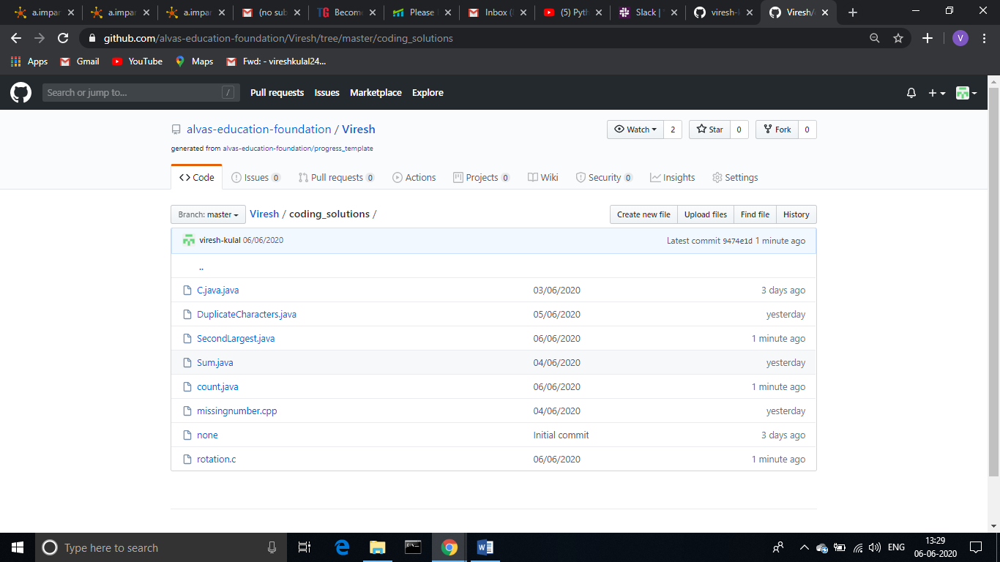 a.impar
a.impar
a.impar
(no sub
TG Become
Please
Inbox (
(5) Pyth
Slack |
viresh-
Viresh/
github.com/alvas-education-foundation/Viresh/tree/master/coding_solutions
V
Apps
Gmail
YouTube
Maps
Fwd: - vireshkulal24...
Search or jump to...
/
Pull requests
Issues
Marketplace
Explore
alvas-education-foundation / Viresh
Watch 2
Star 0
Fork 0
generated from alvas-education-foundation/progress_template
Code
Issues 0
Pull requests 0
Actions
Projects 0
Wiki
Security 0
Insights
Settings
Branch: master
Viresh / coding_solutions /
Create new file
Upload files
Find file
History
viresh-kulal 06/06/2020
Latest commit 9474e1d 1 minute ago
..
C.java.java 03/06/2020 3 days ago
DuplicateCharacters.java 05/06/2020 yesterday
SecondLargest.java 06/06/2020 1 minute ago
Sum.java 04/06/2020 yesterday
count.java 06/06/2020 1 minute ago
missingnumber.cpp 04/06/2020 yesterday
none Initial commit 3 days ago
rotation.c 06/06/2020 1 minute ago
Type here to search
ENG
13:29
06-06-2020